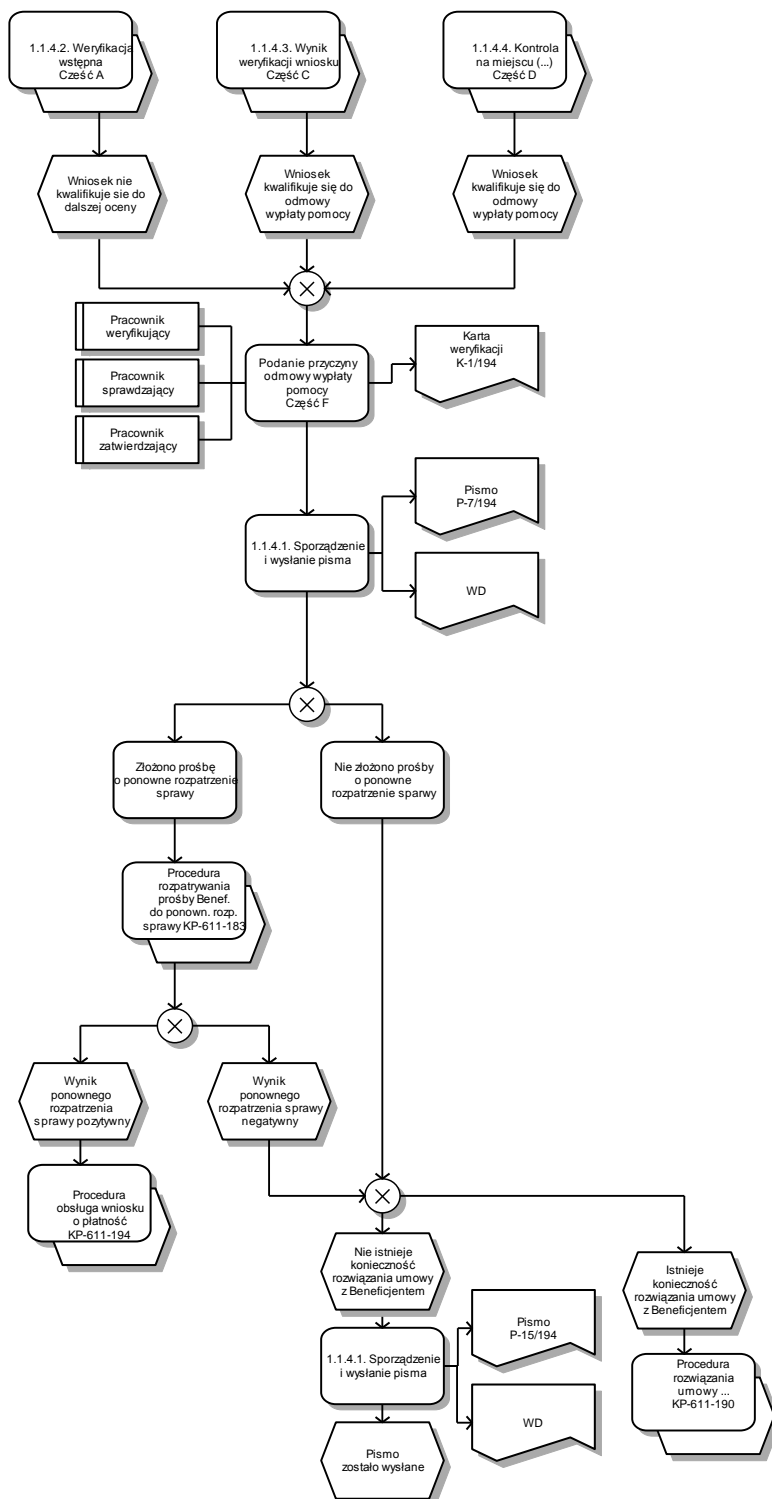 1.1.4.2. Weryfikacja
wstępna
Cześć A
1.1.4.3. Wynik
weryfikacji wniosku
Część C
1.1.4.4. Kontrola
na miejscu (...)
Część D
Wniosek nie
kwalifikuje sie do
dalszej oceny
Wniosek
kwalifikuje się do
odmowy
wypłaty pomocy
Wniosek
kwalifikuje się do
odmowy
wypłaty pomocy
Pracownik
weryfikujący
Pracownik
sprawdzający
Pracownik
zatwierdzający
Podanie przyczyny
odmowy wypłaty
pomocy
Część F
Karta
weryfikacji
K-1/194
1.1.4.1. Sporządzenie
i wysłanie pisma
Pismo
P-7/194
WD
Złożono prośbę
o ponowne rozpatrzenie
sprawy
Nie złożono prośby
o ponowne
rozpatrzenie sparwy
Procedura
rozpatrywania
prośby Benef.
do ponown. rozp.
sprawy KP-611-183
Wynik
ponownego
rozpatrzenia
sprawy pozytywny
Wynik
ponownego
rozpatrzenia sprawy
negatywny
Procedura
obsługa wniosku
o płatność
KP-611-194
Nie istnieje
konieczność
rozwiązania umowy
z Beneficjentem
Istnieje
konieczność
rozwiązania umowy
z Beneficjentem
1.1.4.1. Sporządzenie
i wysłanie pisma
Pismo
P-15/194
WD
Procedura
rozwiązania
umowy ...
KP-611-190
Pismo
zostało wysłane